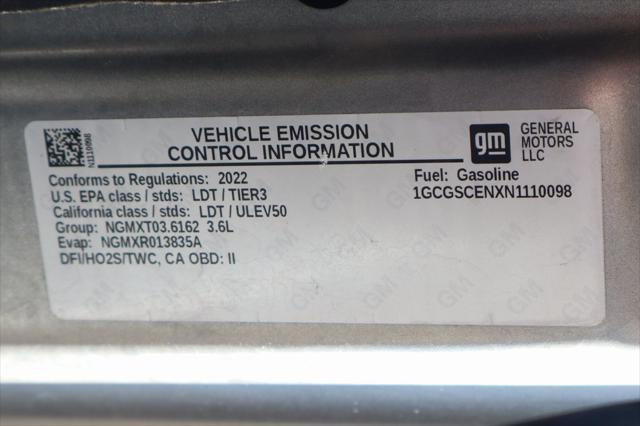 N1110098
VEHICLE EMISSION
CONTROL INFORMATION
gm
GENERAL
MOTORS
LLC
Conforms to Regulations: 2022
U.S. EPA class / stds: LDT / TIER3
California class / stds: LDT / ULEV50
Group: NGMXT03.6162 3.6L
Evap: NGMXR013835A
DFI/HO2S/TWC, CA OBD: II
Fuel: Gasoline
1GCGSCENXN1110098